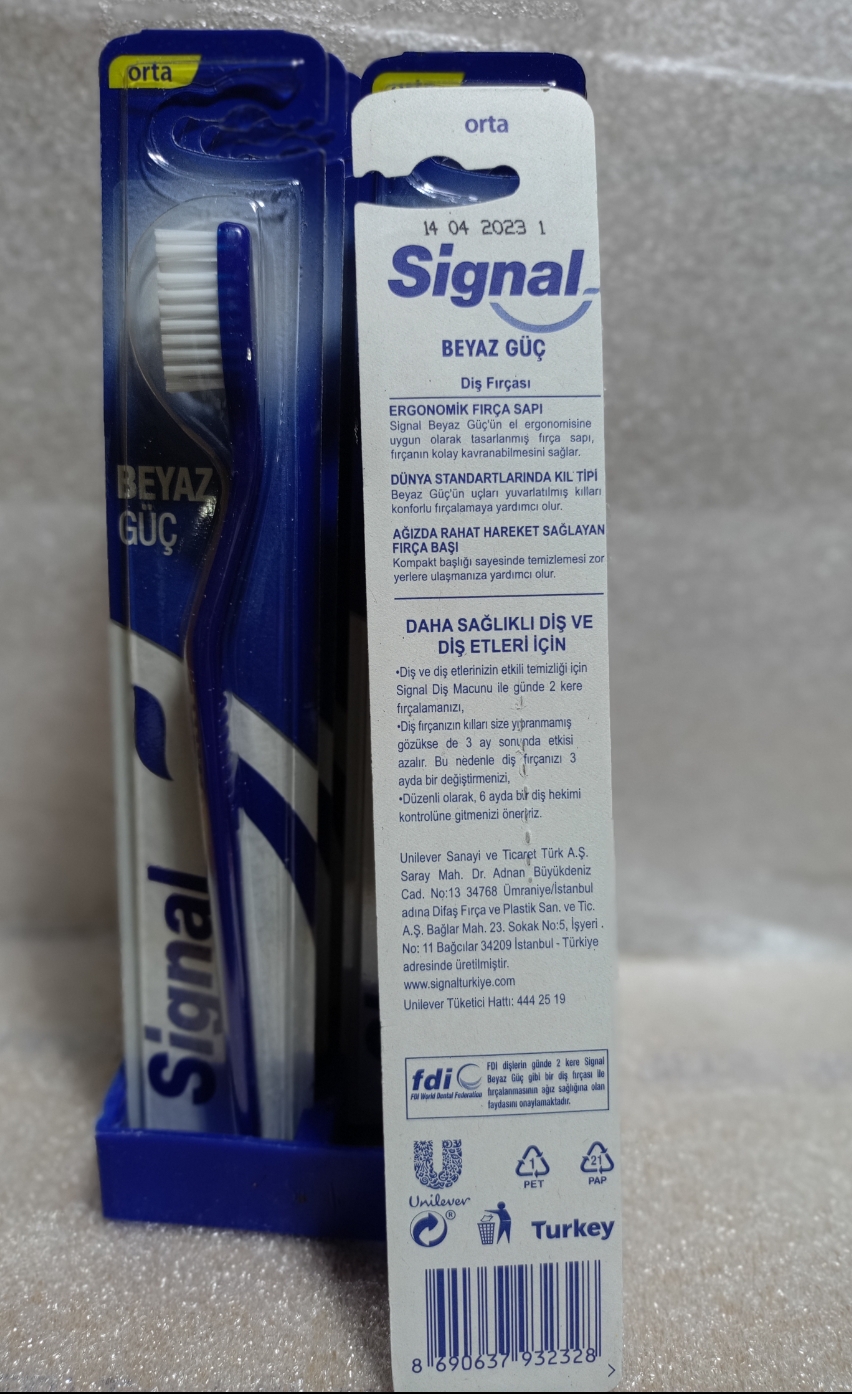 orta
BEYAZ
GÜÇ
Signal
orta
14 04 2023 1
Signal
BEYAZ GÜÇ
Diş Fırçası
ERGONOMİK FIRÇA SAPI
Signal Beyaz Güç'ün el ergonomisine
uygun olarak tasarlanmış fırça sapı,
fırçanın kolay kavranabilmesini sağlar.
DÜNYA STANDARTLARINDA KIL TİPİ
Beyaz Güç'ün uçları yuvarlatılmış kılları
konforlu fırçalamaya yardımcı olur.
AĞIZDA RAHAT HAREKET SAĞLAYAN
FIRÇA BAŞI
Kompakt başlığı sayesinde temizlemesi zor
yerlere ulaşmanıza yardımcı olur.
DAHA SAĞLIKLI DİŞ VE
DİŞ ETLERİ İÇİN
•Diş ve diş etlerinizin etkili temizliği için
Signal Diş Macunu ile günde 2 kere
fırçalamanızı,
•Diş fırçanızın kılları size yıpranmamış
gözükse de 3 ay sonunda etkisi
azalır. Bu nedenle diş fırçanızı 3
ayda bir değiştirmenizi,
•Düzenli olarak, 6 ayda bir diş hekimi
kontrolüne gitmenizi öneririz.
Unilever Sanayi ve Ticaret Türk A.Ş.
Saray Mah. Dr. Adnan Büyükdeniz
Cad. No:13 34768 Ümraniye/İstanbul
adına Difaş Fırça ve Plastik San. ve Tic.
A.Ş. Bağlar Mah. 23. Sokak No:5, İşyeri .
No: 11 Bağcılar 34209 İstanbul - Türkiye
adresinde üretilmiştir.
www.signalturkiye.com
Unilever Tüketici Hattı: 444 25 19
fdi
FDI World Dental Federation
FDI dişlerin günde 2 kere Signal
Beyaz Güç gibi bir diş fırçası ile
fırçalanmasının ağız sağlığına olan
faydasını onaylamaktadır.
Unilever
1
PET
21
PAP
®
Turkey
8 690637 932328 >